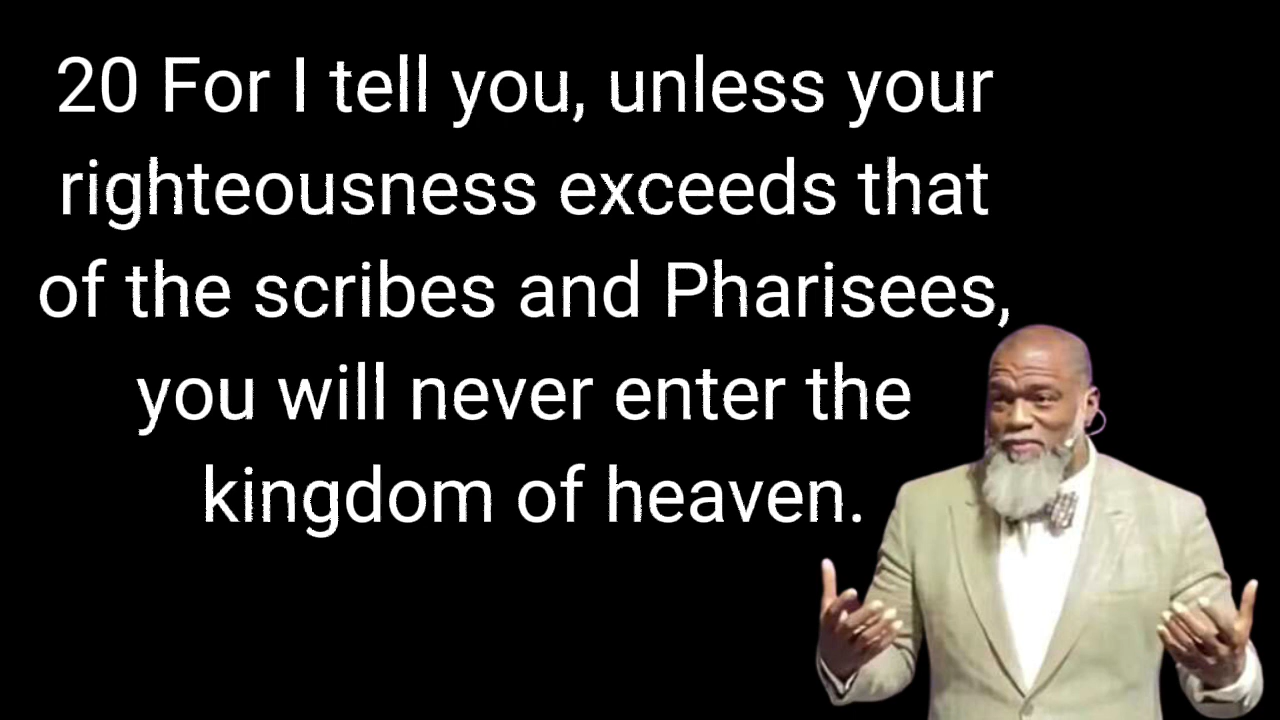 20 For I tell you, unless your
righteousness exceeds that
of the scribes and Pharisees,
you will never enter the
kingdom of heaven.